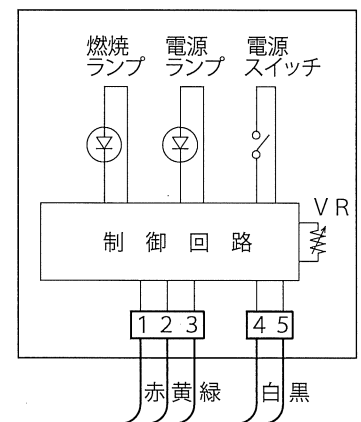 燃焼
ランプ
電源
ランプ
電源
スイッチ
VR
制御回路
1 2 3
4 5
赤 黄 緑
白 黒